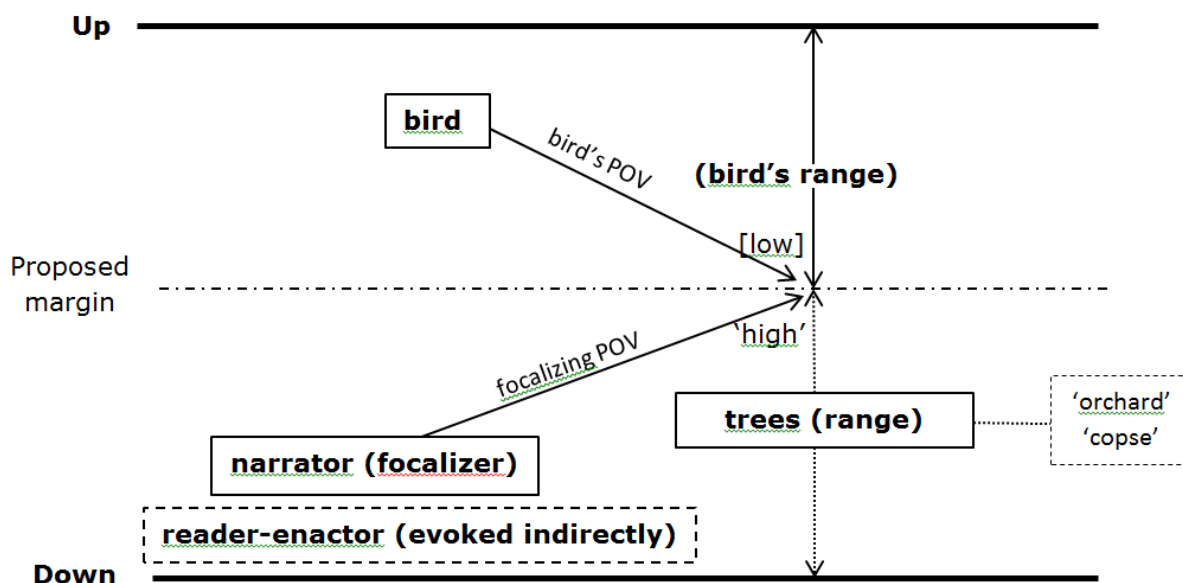 Up
bird
bird's POV
(bird's range)
[low]
Proposed
margin
'high'
focalizing POV
trees (range)
'orchard'
'copse'
narrator (focalizer)
reader-enactor (evoked indirectly)
Down